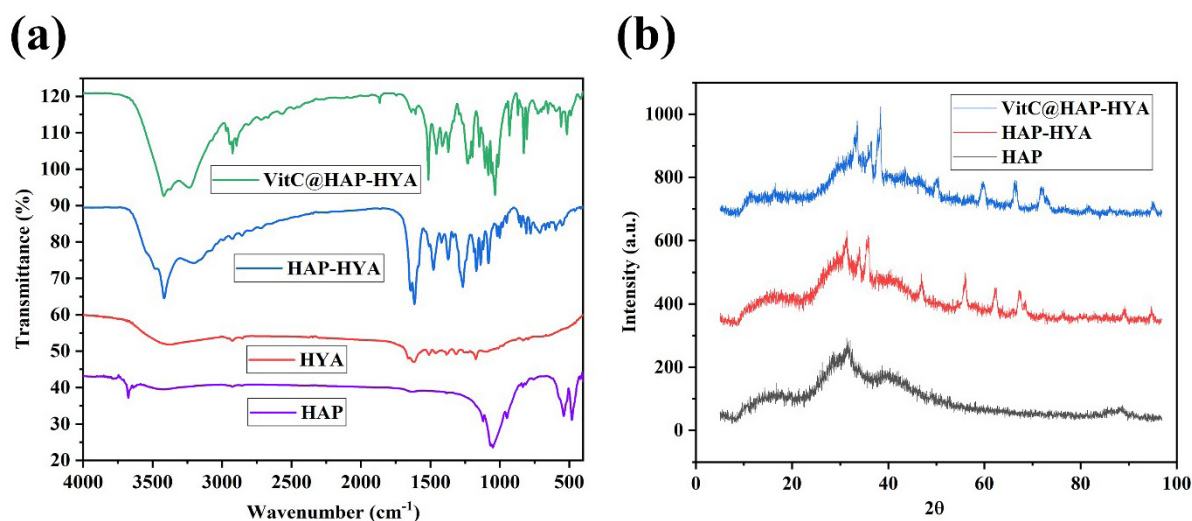 (a)
Transmittance (%)
120
110
100
90
80
70
60
50
40
30
20
VitC@HAP-HYA
HAP-HYA
HYA
HAP
4000 3500 3000 2500 2000 1500 1000 500
Wavenumber (cm⁻¹)
(b)
Intensity (a.u.)
1000
800
600
400
200
0
VitC@HAP-HYA
HAP-HYA
HAP
0 20 40 60 80 100
2θ